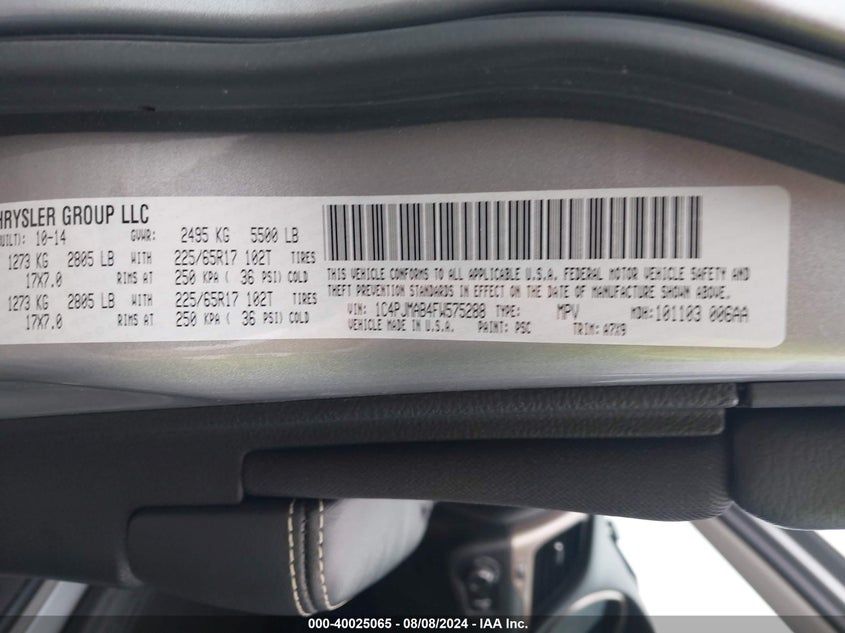 HRYSLER GROUP LLC
UILT): 10-14 GVWR: 2495 KG 5500 LB
1273 KG 2805 LB WITH 225/65R17 102T TIRES
17X7.0 RIMS AT 250 KPA ( 36 PSI) COLD
1273 KG 2805 LB WITH 225/65R17 102T TIRES
17X7.0 RIMS AT 250 KPA ( 36 PSI) COLD
THIS VEHICLE CONFORMS TO ALL APPLICABLE U.S.A. FEDERAL MOTOR VEHICLE SAFETY AND
THEFT PREVENTION STANDARDS IN EFFECT ON THE DATE OF MANUFACTURE SHOWN ABOVE.
VIN: 1C4PJMAB4FW575288 TYPE: MPV MDH: 101103 006AA
VEHICLE MADE IN U.S.A. PAINT: PSC TRIM: A7X9
000-40025065 - 08/08/2024 - IAA Inc.